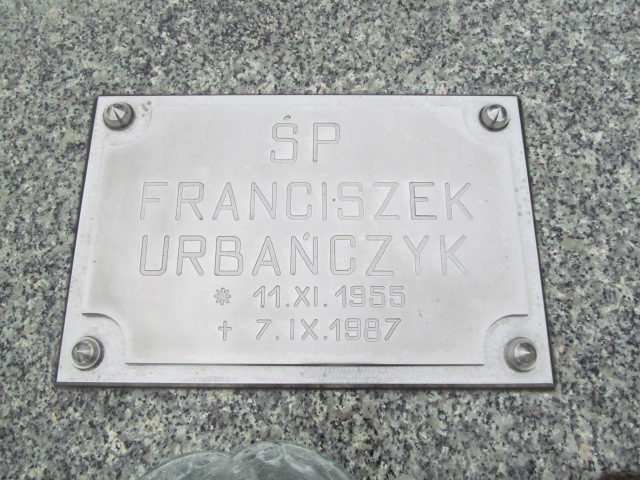 ŚP
FRANCISZEK
URBAŃCZYK
* 11.XI.1955
† 7.IX.1987